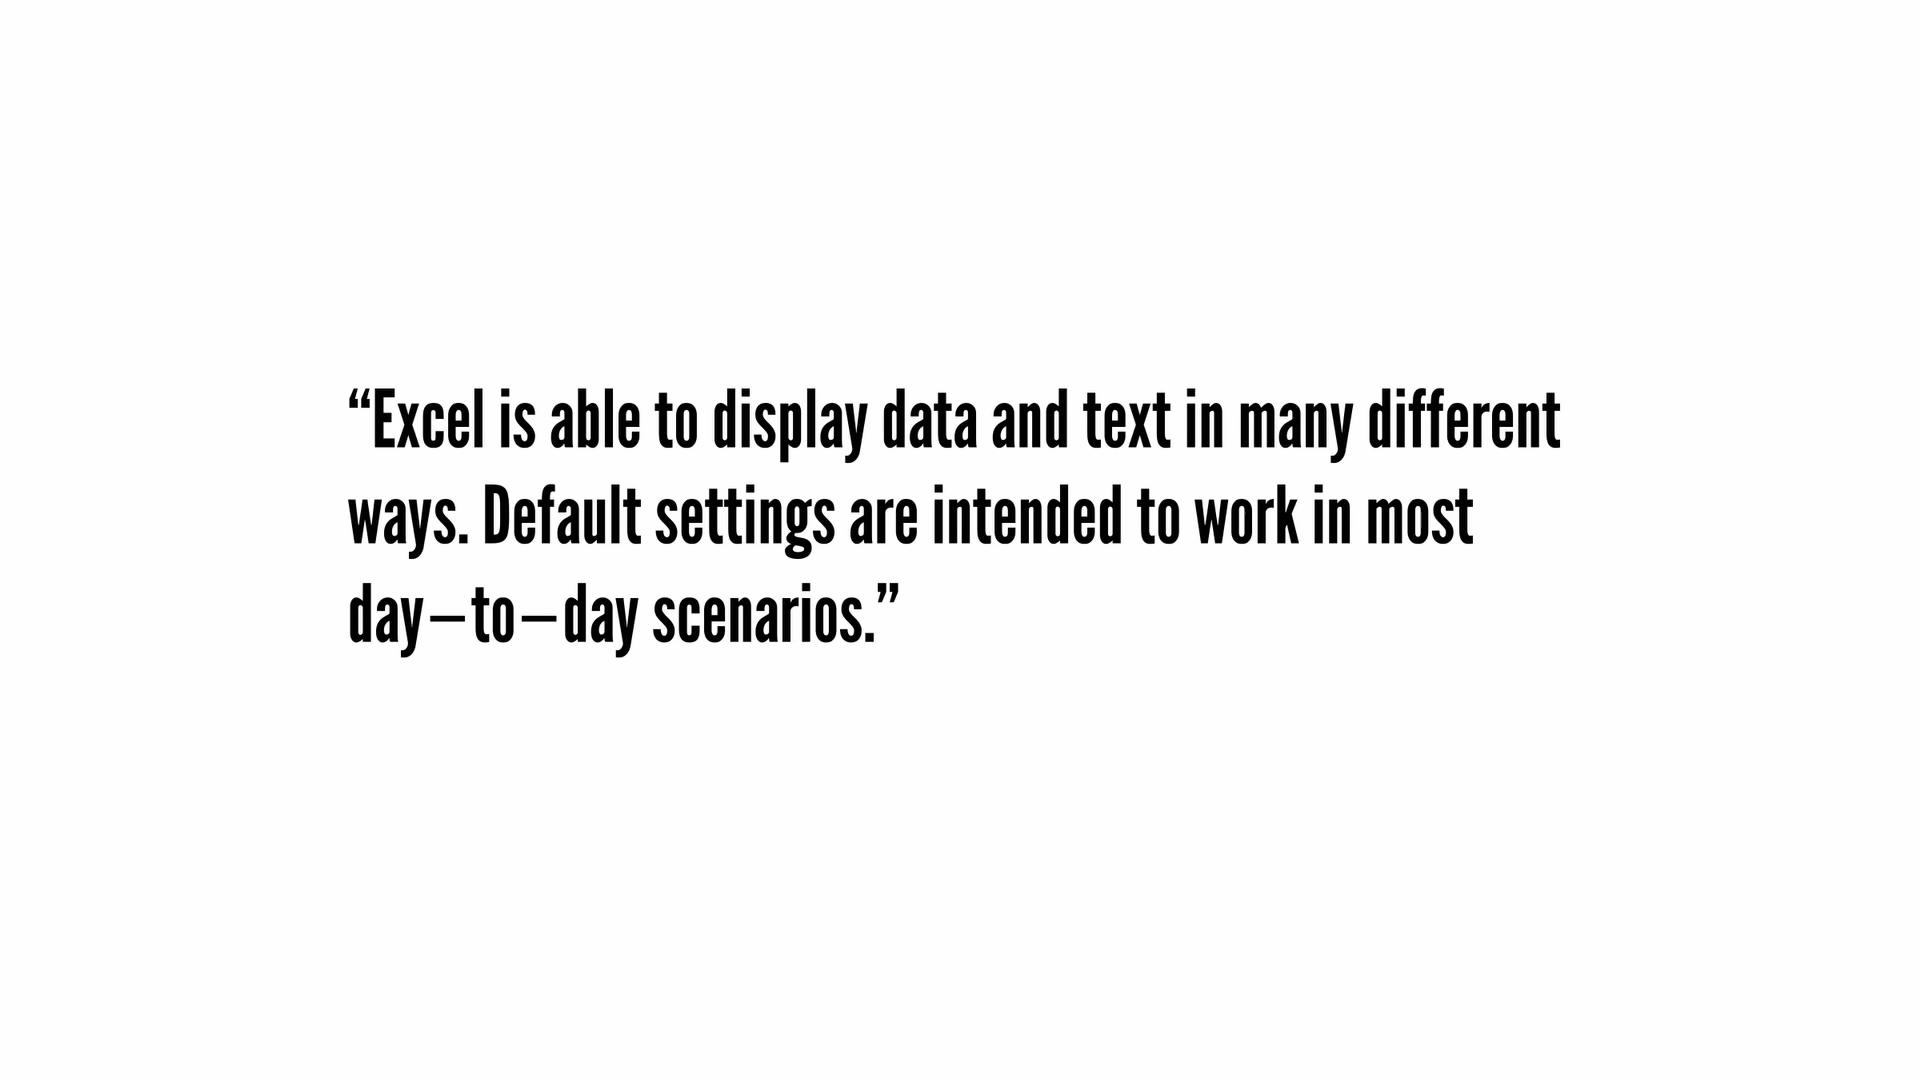 “Excel is able to display data and text in many different
ways. Default settings are intended to work in most
day–to–day scenarios.”